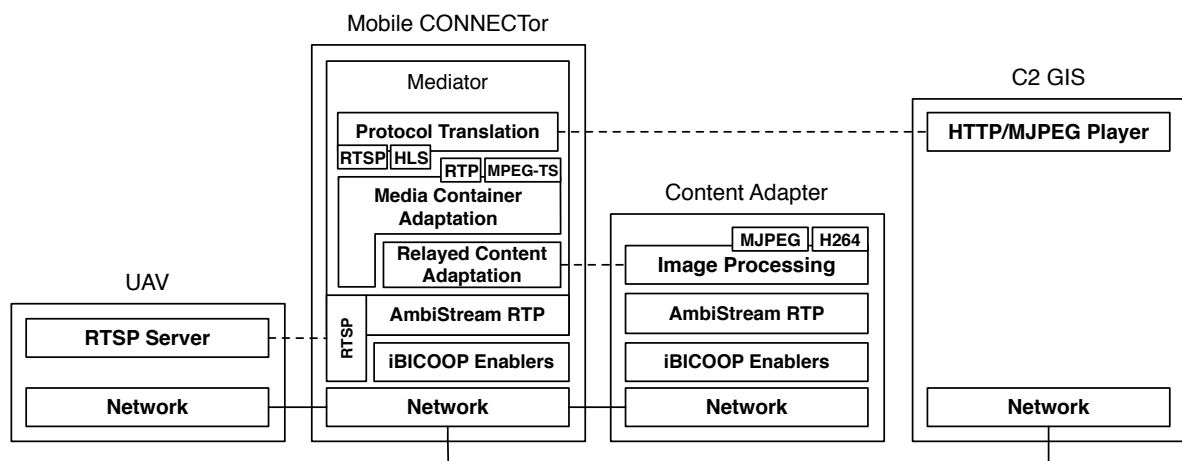 Mobile CONNECTor
Mediator
C2 GIS
Protocol Translation
HTTP/MJPEG Player
RTSP HLS
RTP MPEG-TS
Media Container
Adaptation
Content Adapter
MJPEG H264
Relayed Content
Adaptation
Image Processing
UAV
RTSP Server
RTSP
AmbiStream RTP
AmbiStream RTP
iBICOOP Enablers
iBICOOP Enablers
Network
Network
Network
Network